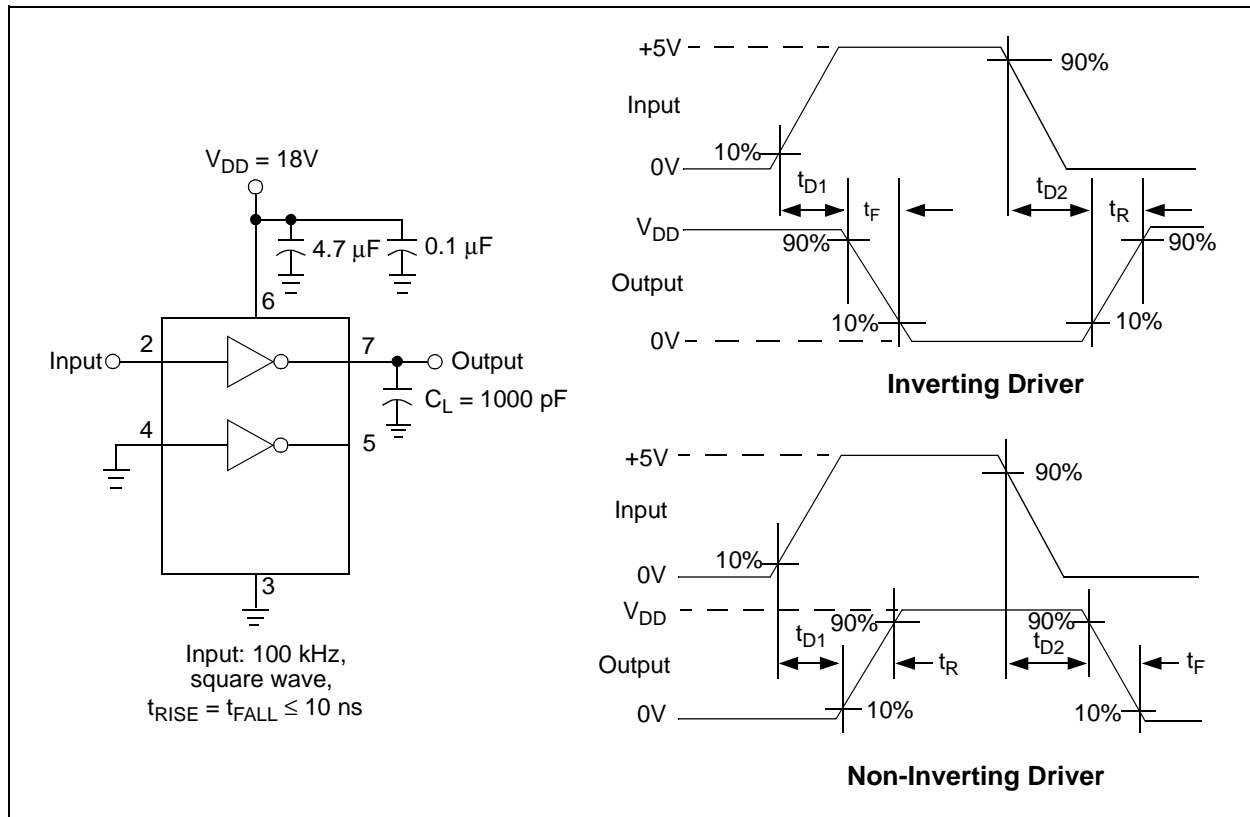 V_DD = 18V
4.7 μF
0.1 μF
6
Input
2
7
Output
C_L = 1000 pF
4
5
3
Input: 100 kHz,
square wave,
t_RISE = t_FALL ≤ 10 ns
+5V
90%
Input
10%
0V
t_D1
t_F
t_D2
t_R
V_DD
90%
90%
Output
10%
10%
0V
Inverting Driver
+5V
90%
Input
10%
0V
V_DD
90%
90%
t_D1
t_R
t_D2
t_F
Output
10%
10%
0V
Non-Inverting Driver